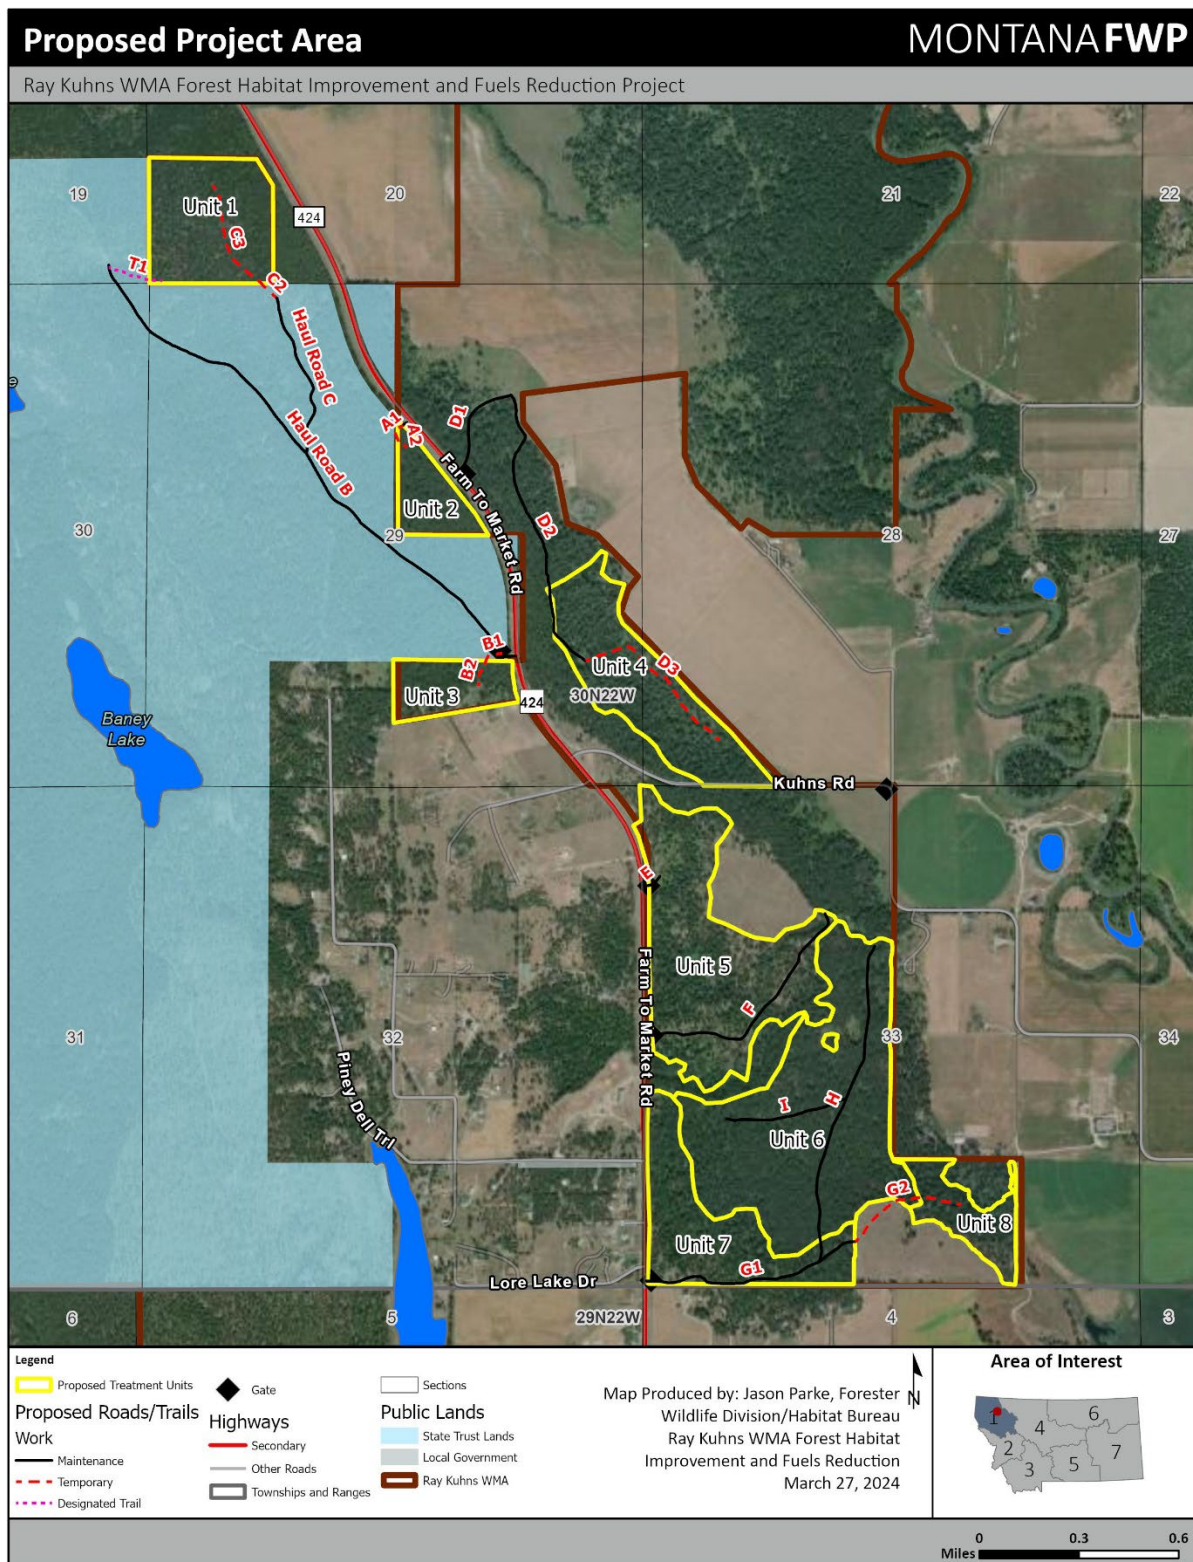 Proposed Project Area
MONTANAFWP
Ray Kuhns WMA Forest Habitat Improvement and Fuels Reduction Project
19
20
21
22
Unit 1
424
C3
T1
C2
Haul Road C
e
D1
A1
A2
Haul Road B
Farm To Market Rd
Unit 2
D2
30
29
28
27
B1
B2
Unit 3
Unit 4
D3
30N22W
424
Baney
Lake
Kuhns Rd
E
Unit 5
F
Farm To Market Rd
31
32
33
34
Piney Dell Trl
I
H
Unit 6
G2
Unit 8
Unit 7
G1
Lore Lake Dr
6
5
29N22W
4
3
Legend
Proposed Treatment Units
Proposed Roads/Trails
Work
Maintenance
Temporary
Designated Trail
Gate
Highways
Secondary
Other Roads
Townships and Ranges
Sections
Public Lands
State Trust Lands
Local Government
Ray Kuhns WMA
Map Produced by: Jason Parke, Forester
Wildlife Division/Habitat Bureau
Ray Kuhns WMA Forest Habitat
Improvement and Fuels Reduction
March 27, 2024
N
Area of Interest
1
2
3
4
5
6
7
0 0.3 0.6
Miles